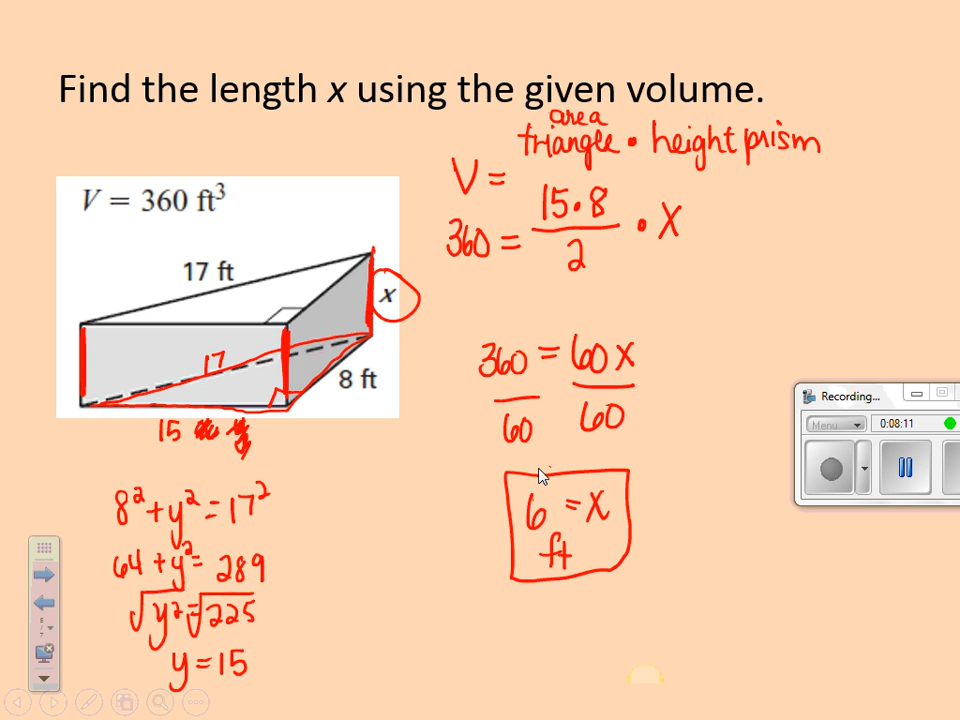 Find the length x using the given volume.
area
triangle • height prism
V =
360 = 15•8 / 2 • x
V = 360 ft³
17 ft
x
17
8 ft
15
y
360 = 60x
60 60
6 = x
ft
8² + y² = 17²
64 + y² = 289
√y² = √225
y = 15
Recording...
Menu
0:08:11